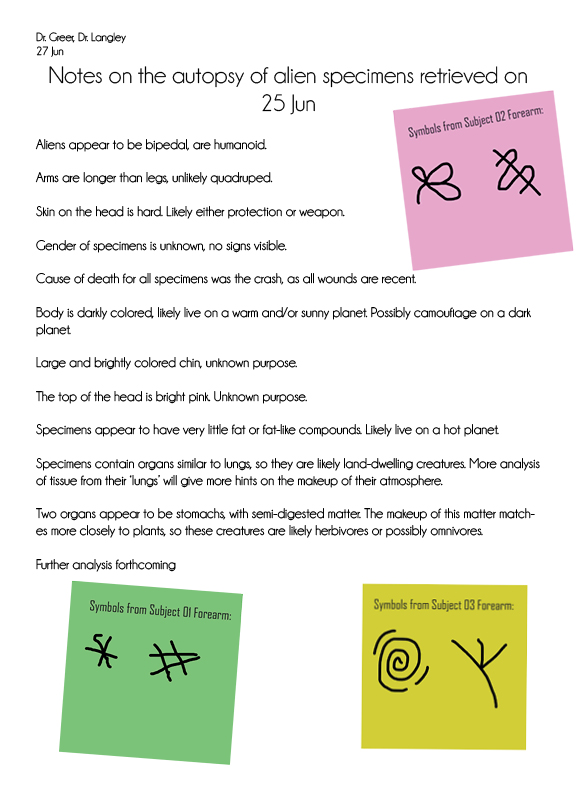 Dr. Greer, Dr. Langley
27 Jun
Notes on the autopsy of alien specimens retrieved on
25 Jun
Symbols from Subject 02 Forearm:
Aliens appear to be bipedal, are humanoid.
Arms are longer than legs, unlikely quadruped.
Skin on the head is hard. Likely either protection or weapon.
Gender of specimens is unknown, no signs visible.
Cause of death for all specimens was the crash, as all wounds are recent.
Body is darkly colored, likely live on a warm and/or sunny planet. Possibly camouflage on a dark
planet.
Large and brightly colored chin, unknown purpose.
The top of the head is bright pink. Unknown purpose.
Specimens appear to have very little fat or fat-like compounds. Likely live on a hot planet.
Specimens contain organs similar to lungs, so they are likely land-dwelling creatures. More analysis
of tissue from their 'lungs' will give more hints on the makeup of their atmosphere.
Two organs appear to be stomachs, with semi-digested matter. The makeup of this matter match-
es more closely to plants, so these creatures are likely herbivores or possibly omnivores.
Further analysis forthcoming
Symbols from Subject 01 Forearm:
Symbols from Subject 03 Forearm: